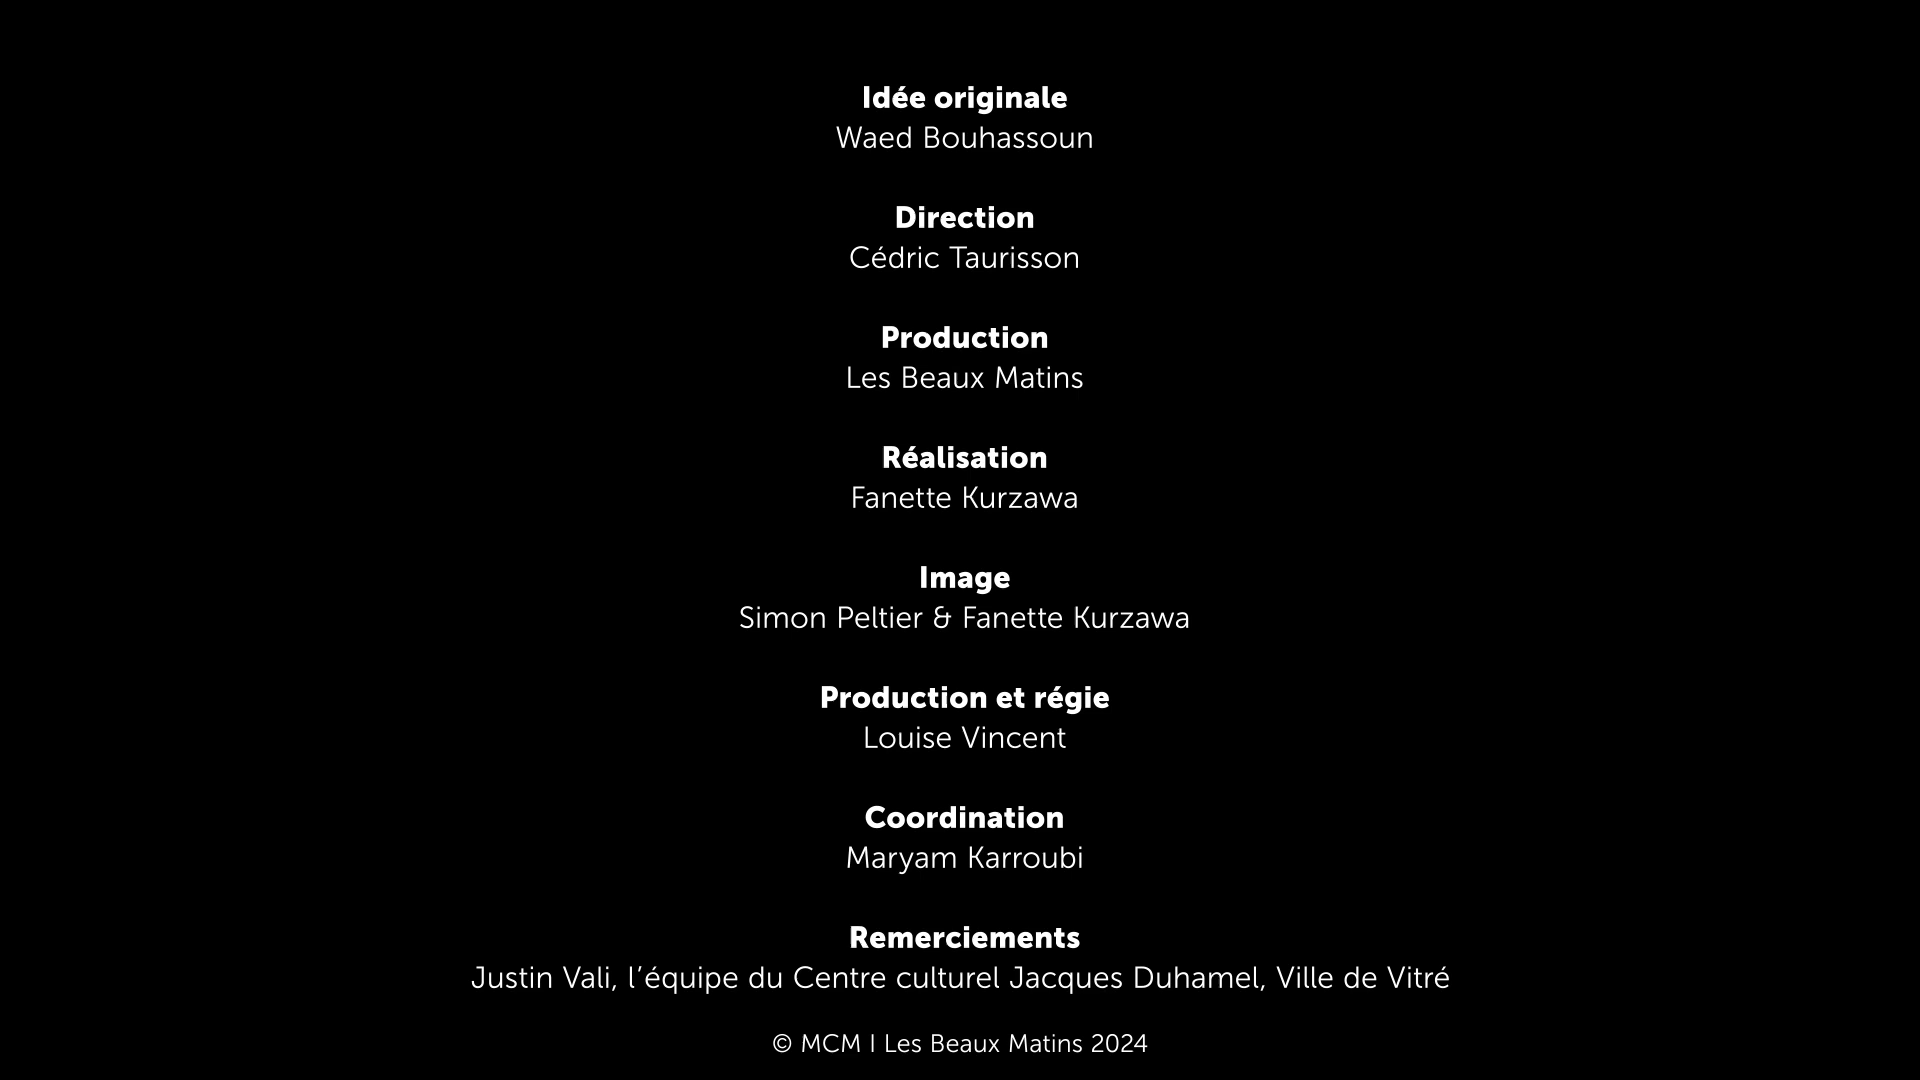 Idée originale
Waed Bouhassoun
Direction
Cédric Taurisson
Production
Les Beaux Matins
Réalisation
Fanette Kurzawa
Image
Simon Peltier & Fanette Kurzawa
Production et régie
Louise Vincent
Coordination
Maryam Karroubi
Remerciements
Justin Vali, l’équipe du Centre culturel Jacques Duhamel, Ville de Vitré
© MCM I Les Beaux Matins 2024